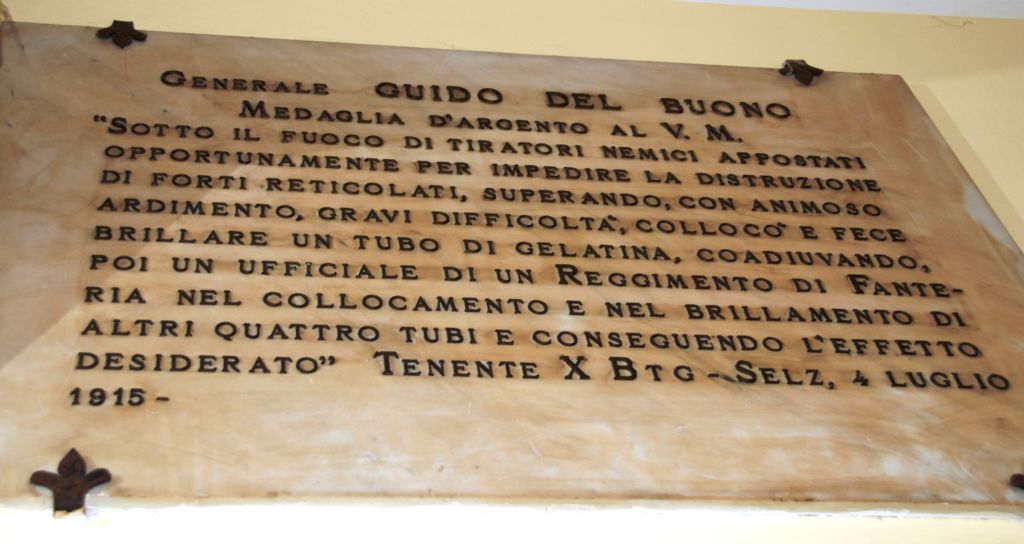 GENERALE GUIDO DEL BUONO
MEDAGLIA D'ARGENTO AL V. M.
"SOTTO IL FUOCO DI TIRATORI NEMICI APPOSTATI
OPPORTUNAMENTE PER IMPEDIRE LA DISTRUZIONE
DI FORTI RETICOLATI, SUPERANDO, CON ANIMOSO
ARDIMENTO, GRAVI DIFFICOLTA', COLLOCO' E FECE
BRILLARE UN TUBO DI GELATINA, COADIUVANDO,
POI UN UFFICIALE DI UN REGGIMENTO DI FANTE-
RIA NEL COLLOCAMENTO E NEL BRILLAMENTO DI
ALTRI QUATTRO TUBI E CONSEGUENDO L'EFFETTO
DESIDERATO" TENENTE X BTG - SELZ, 4 LUGLIO
1915 -